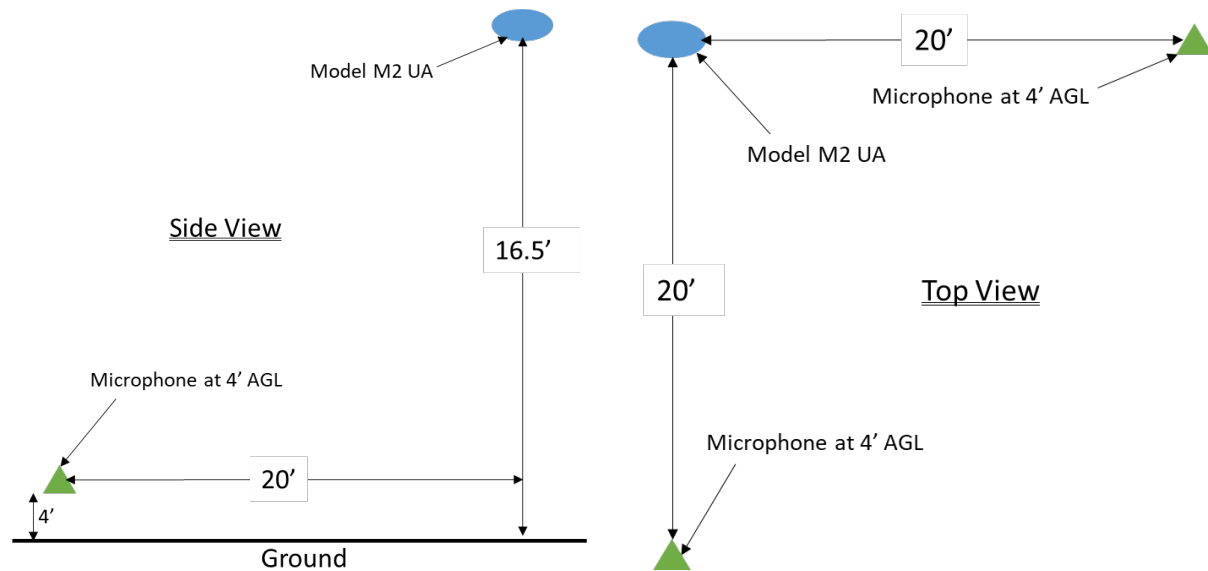 Model M2 UA
Side View
16.5’
Microphone at 4’ AGL
20’
4’
Ground
20’
Microphone at 4’ AGL
Model M2 UA
20’
Top View
Microphone at 4’ AGL